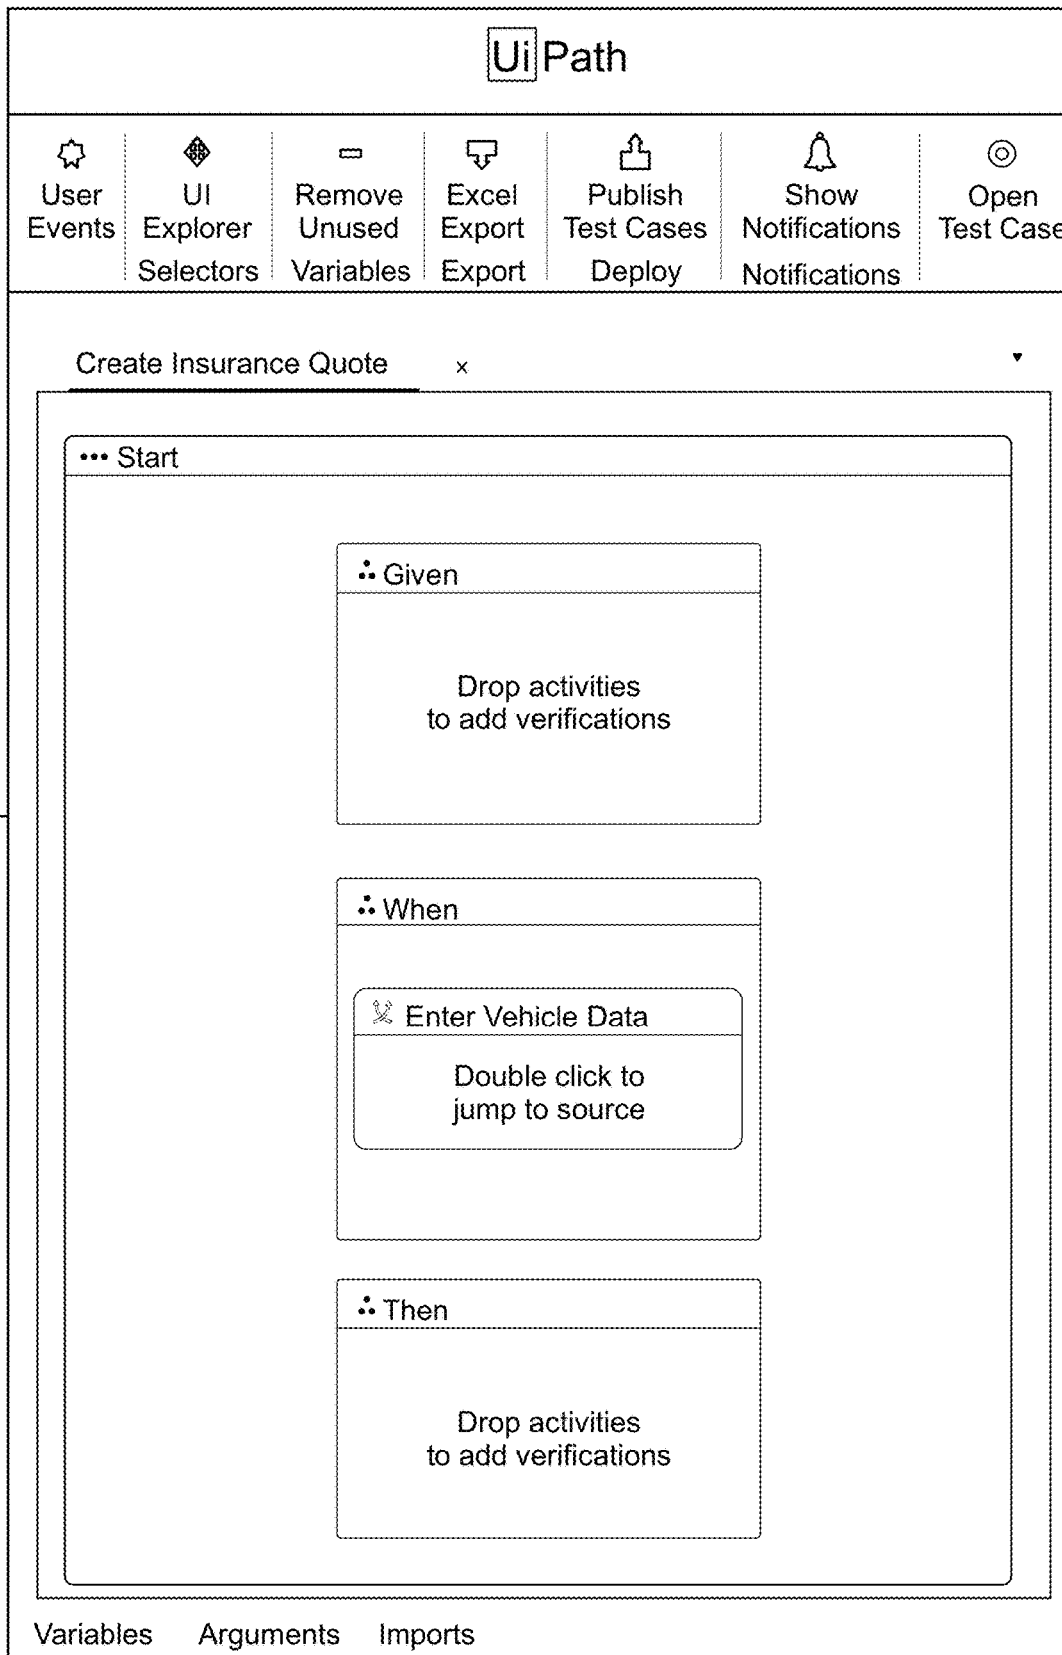 UiPath
User Events
UI Explorer
Remove Unused
Excel Export
Publish Test Cases
Show Notifications
Open Test Case
Selectors
Variables
Export
Deploy
Notifications
Create Insurance Quote x
Start
Given
Drop activities
to add verifications
When
Enter Vehicle Data
Double click to
jump to source
Then
Drop activities
to add verifications
Variables Arguments Imports